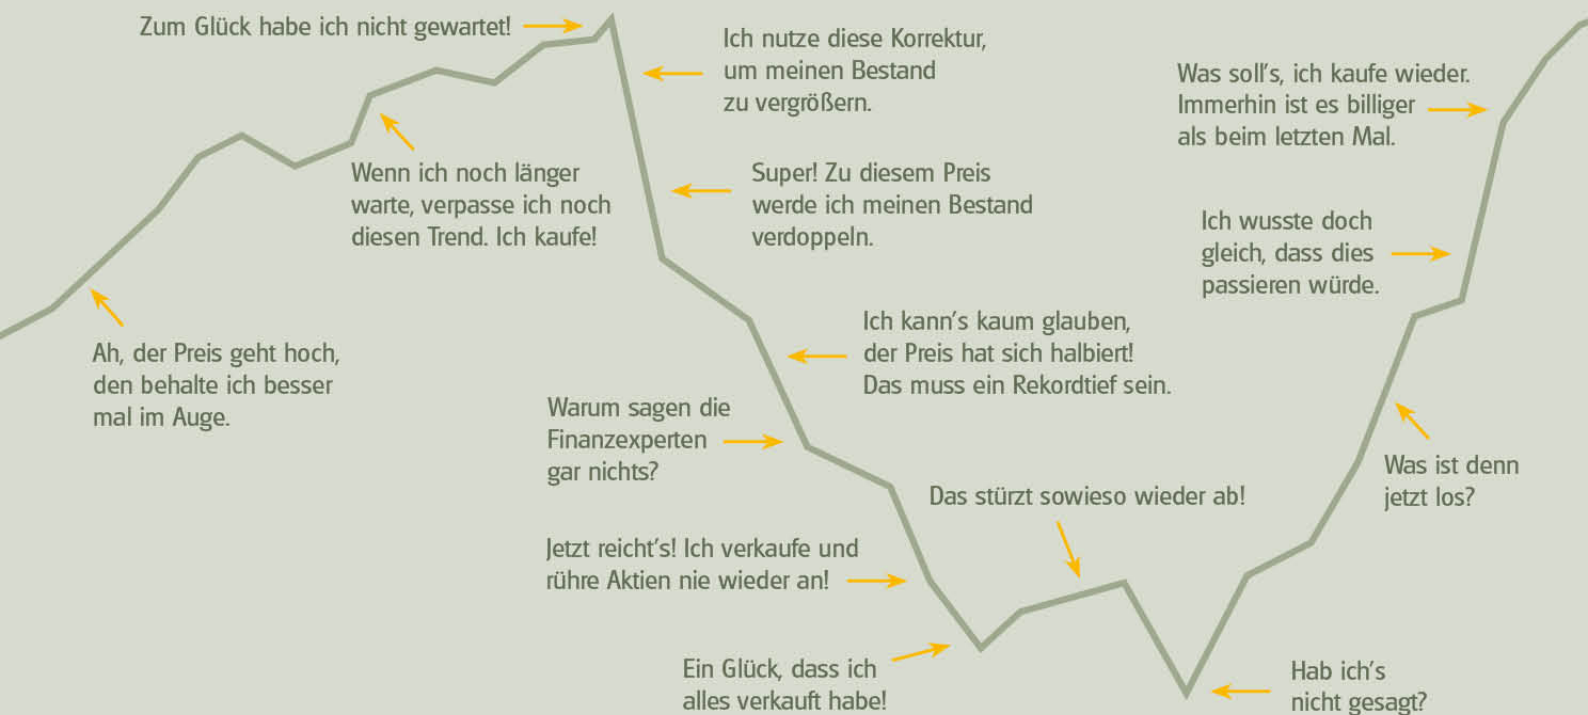 Zum Glück habe ich nicht gewartet!
Ich nutze diese Korrektur,
um meinen Bestand
zu vergrößern.
Was soll's, ich kaufe wieder.
Immerhin ist es billiger
als beim letzten Mal.
Wenn ich noch länger
warte, verpasse ich noch
diesen Trend. Ich kaufe!
Super! Zu diesem Preis
werde ich meinen Bestand
verdoppeln.
Ich wusste doch
gleich, dass dies
passieren würde.
Ah, der Preis geht hoch,
den behalte ich besser
mal im Auge.
Ich kann's kaum glauben,
der Preis hat sich halbiert!
Das muss ein Rekordtief sein.
Warum sagen die
Finanzexperten
gar nichts?
Was ist denn
jetzt los?
Das stürzt sowieso wieder ab!
Jetzt reicht's! Ich verkaufe und
rühre Aktien nie wieder an!
Ein Glück, dass ich
alles verkauft habe!
Hab ich's
nicht gesagt?